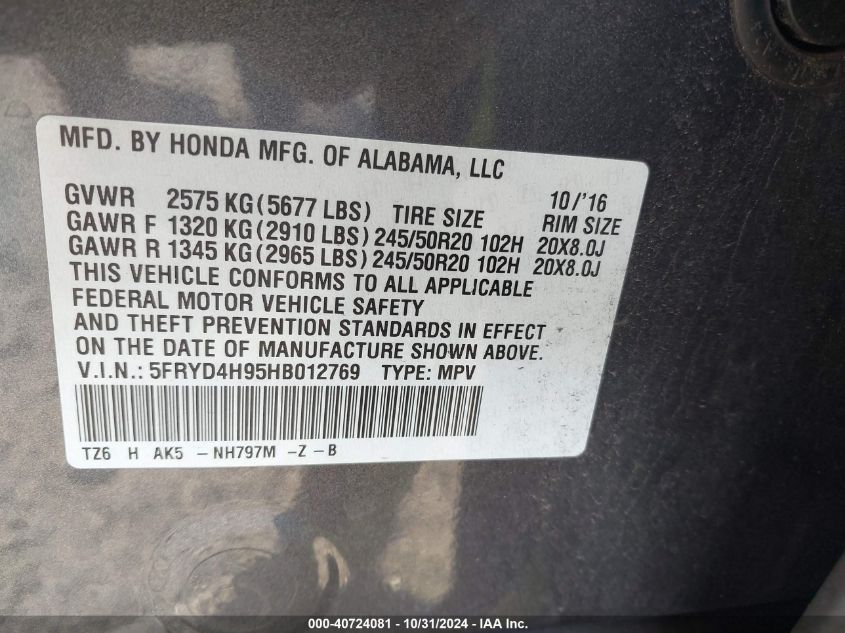 MFD. BY HONDA MFG. OF ALABAMA, LLC
GVWR 2575 KG(5677 LBS) TIRE SIZE 10/'16 RIM SIZE
GAWR F 1320 KG(2910 LBS)245/50R20 102H 20X8.0J
GAWR R 1345 KG(2965 LBS)245/50R20 102H 20X8.0J
THIS VEHICLE CONFORMS TO ALL APPLICABLE
FEDERAL MOTOR VEHICLE SAFETY
AND THEFT PREVENTION STANDARDS IN EFFECT
ON THE DATE OF MANUFACTURE SHOWN ABOVE.
V.I.N.: 5FRYD4H95HB012769 TYPE: MPV
TZ6 H AK5 -NH797M -Z -B
000-40724081 - 10/31/2024 - IAA Inc.